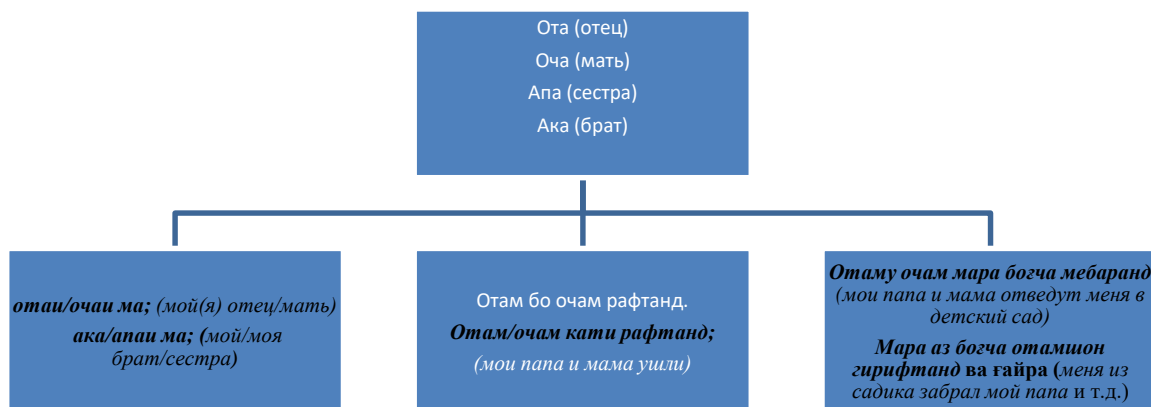 Ота (отец)
Оча (мать)
Апа (сестра)
Ака (брат)
отаи/очаи ма; (мой(я) отец/мать)
ака/апаи ма; (мой/моя
брат/сестра)
Отам бо очам рафтанд.
Отам/очам кати рафтанд;
(мои папа и мама ушли)
Отаму очам мара богча мебаранд
(мои папа и мама отведут меня в
детский сад)
Мара аз богча отамшон
гирифтанд ва ғайра (меня из
садика забрал мой папа и т.д.)